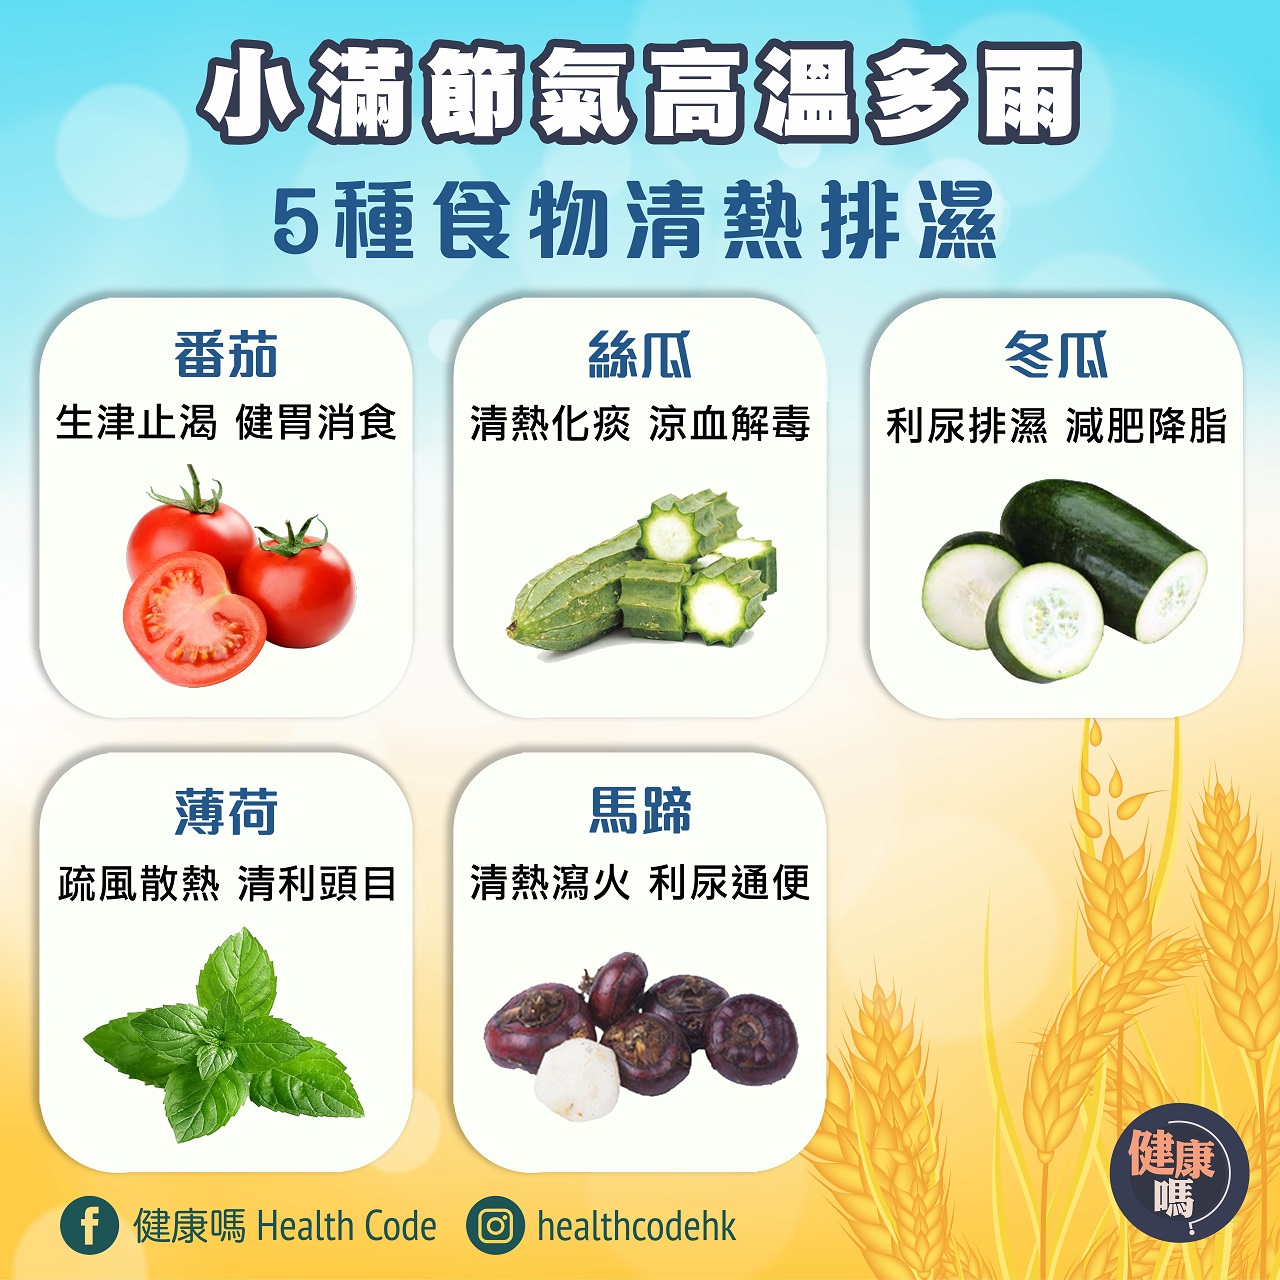 小滿節氣高溫多雨
5種食物清熱排濕
番茄
生津止渴 健胃消食
絲瓜
清熱化痰 涼血解毒
冬瓜
利尿排濕 減肥降脂
薄荷
疏風散熱 清利頭目
馬蹄
清熱瀉火 利尿通便
健康嗎 Health Code
healthcodehk
健康
嗎?